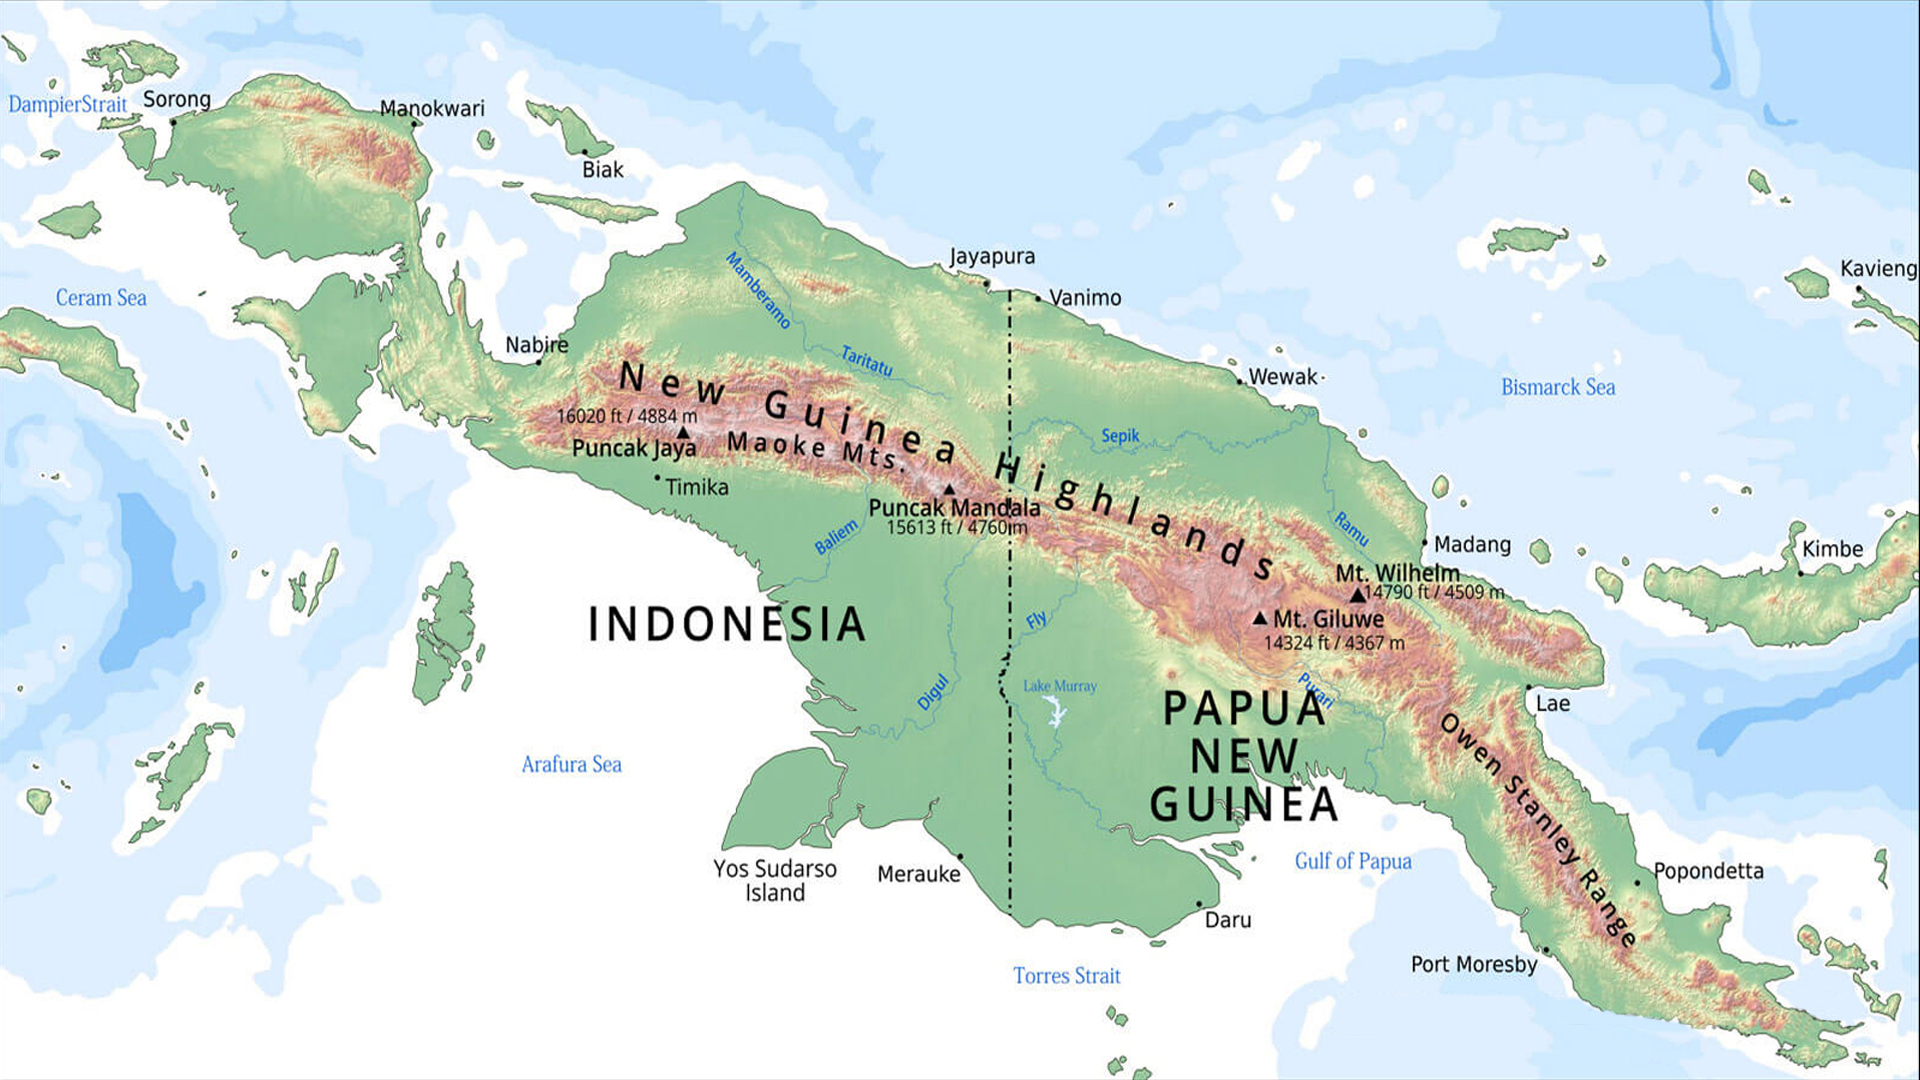 DampierStrait
Sorong
Manokwari
Biak
Ceram Sea
Nabire
Mamberamo
Taritatu
Jayapura
Vanimo
Wewak
Kavieng
Bismarck Sea
New Guinea Highlands
16020 ft / 4884 m
Puncak Jaya
Maoke Mts.
Timika
Puncak Mandala
15613 ft / 4760 m
Baliem
Sepik
Ramu
Madang
Kimbe
Mt. Wilhelm
14790 ft / 4509 m
Mt. Giluwe
14324 ft / 4367 m
INDONESIA
Fly
Digul
Lake Murray
Purari
PAPUA
NEW
GUINEA
Lae
Owen Stanley Range
Arafura Sea
Yos Sudarso
Island
Merauke
Gulf of Papua
Popondetta
Daru
Port Moresby
Torres Strait